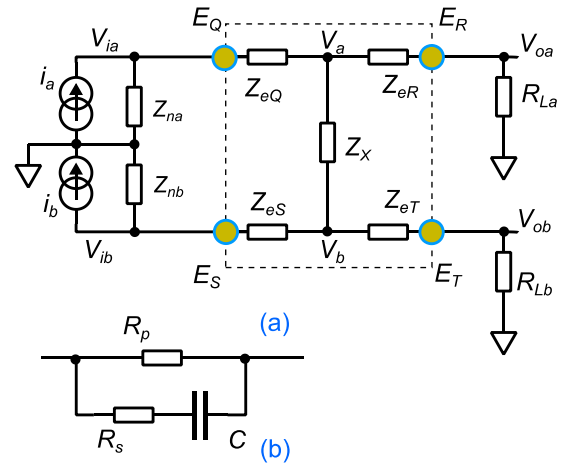 E_Q E_R
V_ia V_a V_oa
i_a Z_na Z_eQ Z_eR R_La
Z_X
i_b Z_nb Z_eS Z_eT
V_ib V_b V_ob
E_S E_T R_Lb
(a)
R_p
R_s C (b)